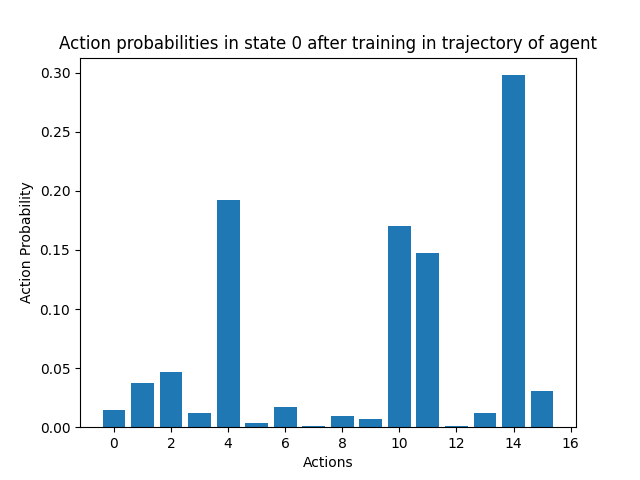 Action probabilities in state 0 after training in trajectory of agent
0.30
0.25
0.20
0.15
0.10
0.05
0.00
Action Probability
0 2 4 6 8 10 12 14 16
Actions